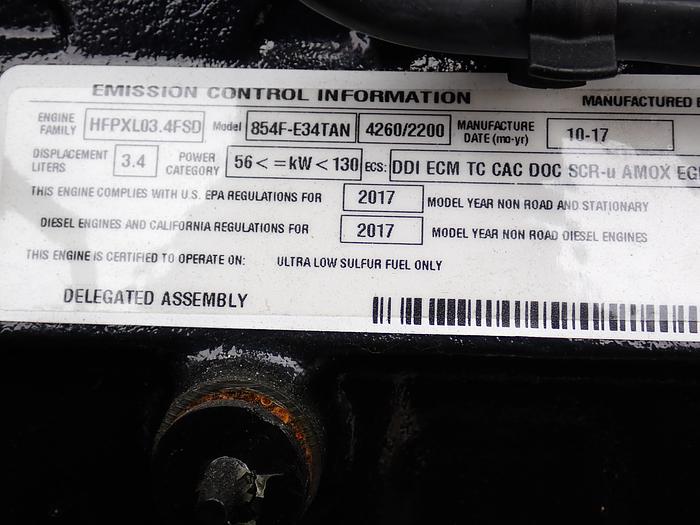 EMISSION CONTROL INFORMATION MANUFACTURED
ENGINE FAMILY HFPXL03.4FSD Model 854F-E34TAN 4260/2200 MANUFACTURE DATE (mo-yr) 10-17
DISPLACEMENT LITERS 3.4 POWER CATEGORY 56<=kW<130 ECS: DDI ECM TC CAC DOC SCR-u AMOX
THIS ENGINE COMPLIES WITH U.S. EPA REGULATIONS FOR 2017 MODEL YEAR NON ROAD AND STATIONARY
DIESEL ENGINES AND CALIFORNIA REGULATIONS FOR 2017 MODEL YEAR NON ROAD DIESEL ENGINES
THIS ENGINE IS CERTIFIED TO OPERATE ON: ULTRA LOW SULFUR FUEL ONLY
DELEGATED ASSEMBLY